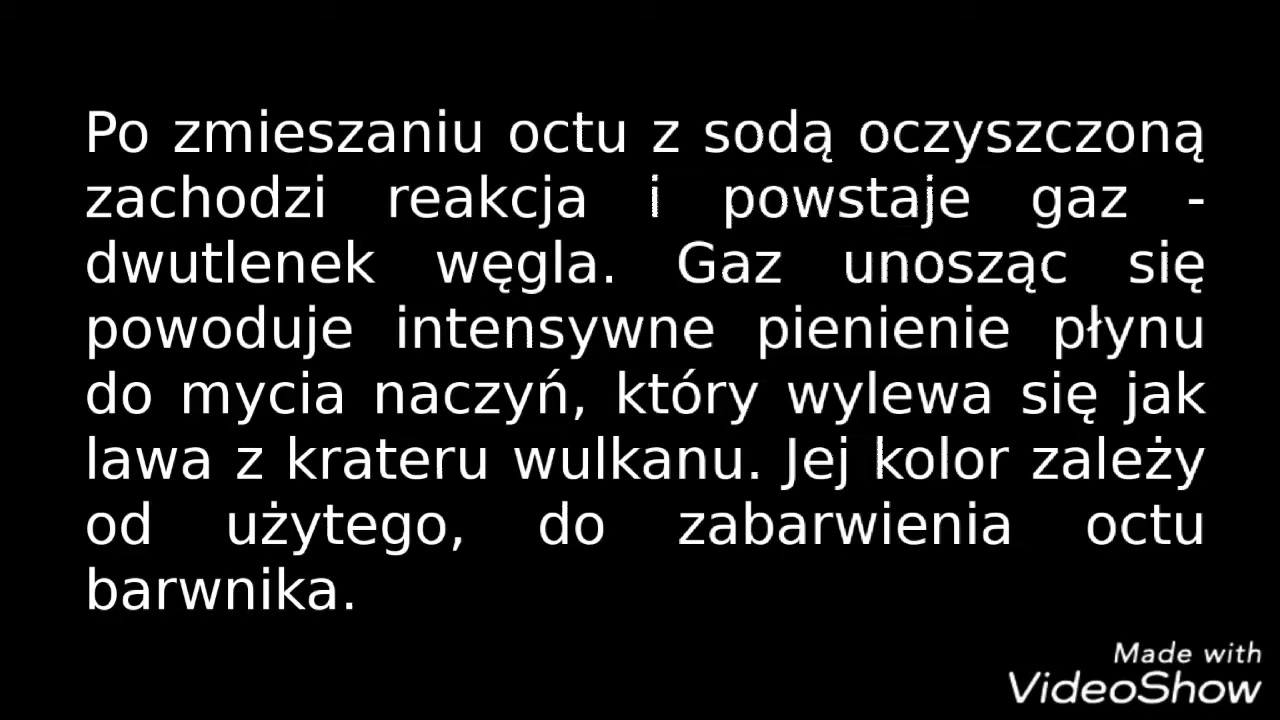 Po zmieszaniu octu z sodą oczyszczoną
zachodzi reakcja i powstaje gaz -
dwutlenek węgla. Gaz unosząc się
powoduje intensywne pienienie płynu
do mycia naczyń, który wylewa się jak
lawa z krateru wulkanu. Jej kolor zależy
od użytego, do zabarwienia octu
barwnika.
Made with
VideoShow